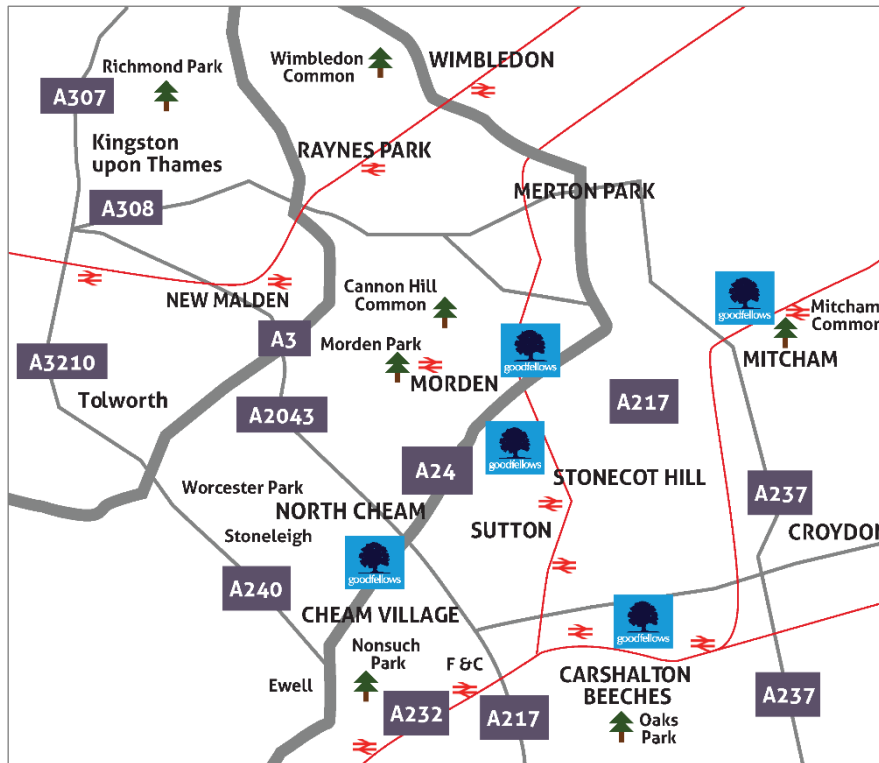 Richmond Park
Wimbledon
Common
WIMBLEDON
A307
Kingston
upon Thames
RAYNES PARK
A308
MERTON PARK
NEW MALDEN
Cannon Hill
Common
goodfellows
Mitcham
Common
A3
Morden Park
MORDEN
goodfellows
MITCHAM
A3210
Tolworth
A2043
A217
A24
goodfellows
STONECOT HILL
Worcester Park
NORTH CHEAM
A237
Stoneleigh
SUTTON
CROYDON
goodfellows
A240
CHEAM VILLAGE
goodfellows
Nonsuch
Park
F & C
Ewell
CARSHALTON
BEECHES
A232
A217
A237
Oaks
Park